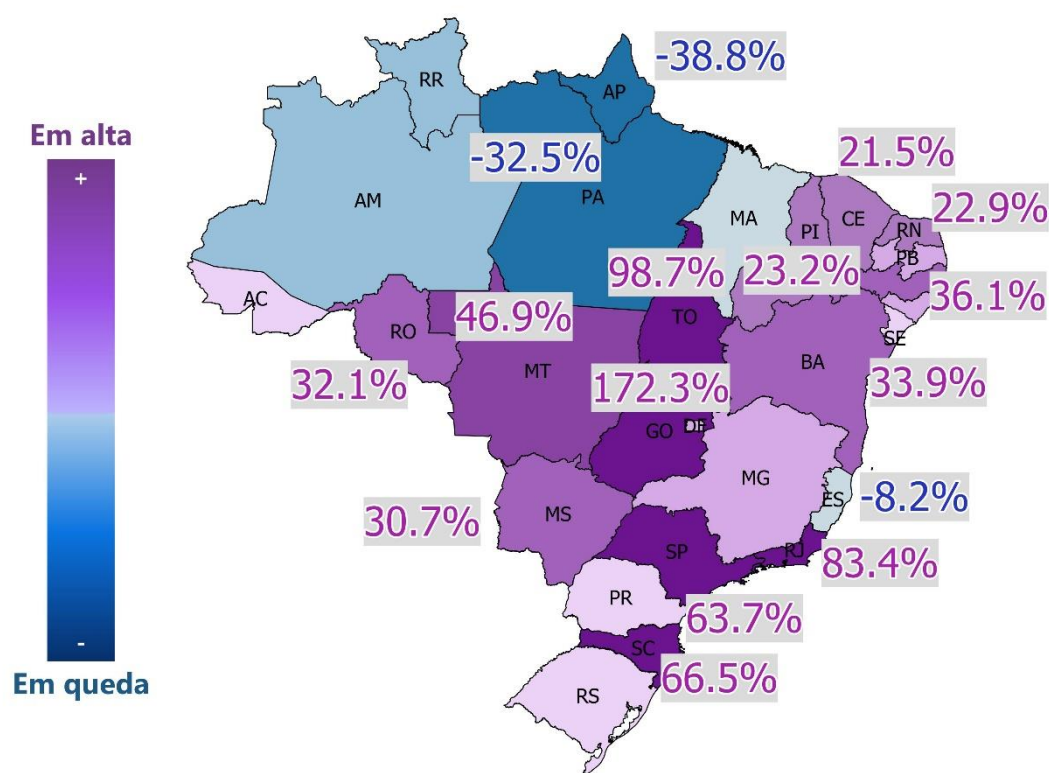 Em alta
+
-
Em queda
-38.8%
RR
AP
-32.5%
21.5%
AM
PA
MA
PI
CE
22.9%
RN
PB
98.7%
23.2%
36.1%
AC
46.9%
TO
RO
SE
BA
32.1%
MT
172.3%
33.9%
GO
DF
MG
ES
-8.2%
30.7%
MS
SP
RJ
83.4%
PR
63.7%
SC
66.5%
RS